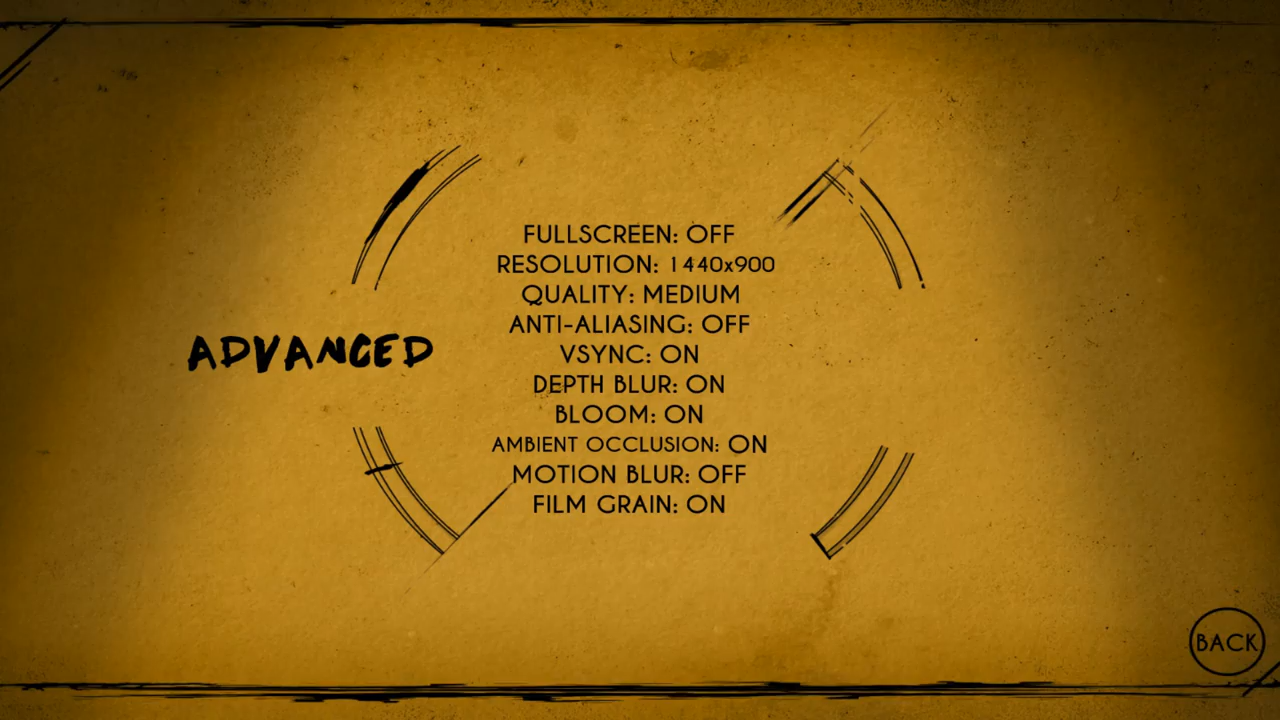 FULLSCREEN: OFF
RESOLUTION: 1440x900
QUALITY: MEDIUM
ANTI-ALIASING: OFF
ADVANCED
VSYNC: ON
DEPTH BLUR: ON
BLOOM: ON
AMBIENT OCCLUSION: ON
MOTION BLUR: OFF
FILM GRAIN: ON
BACK